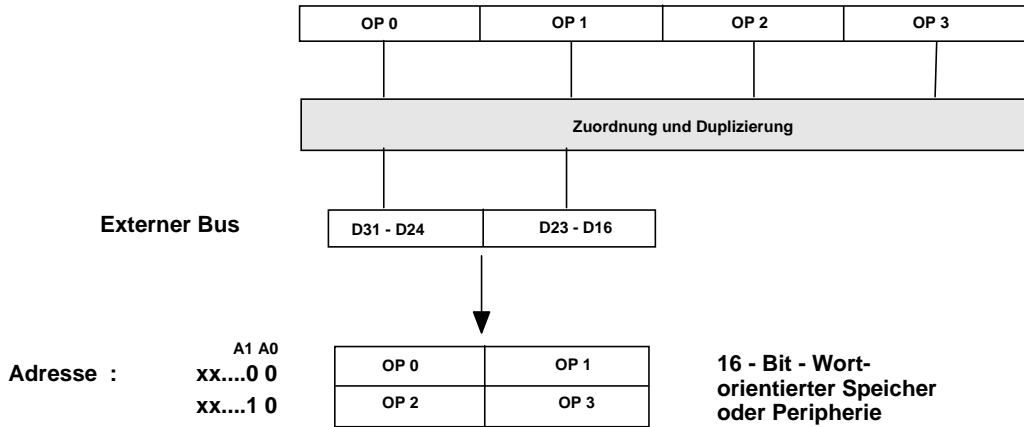 OP 0 OP 1 OP 2 OP 3
Zuordnung und Duplizierung
Externer Bus D31 - D24 D23 - D16
A1 A0
Adresse : xx....0 0 OP 0 OP 1
xx....1 0 OP 2 OP 3
16 - Bit - Wort-
orientierter Speicher
oder Peripherie